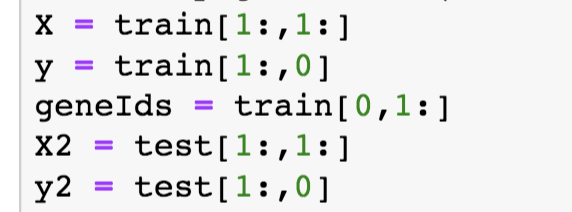 X = train[1:,1:]
y = train[1:,0]
geneIds = train[0,1:]
X2 = test[1:,1:]
y2 = test[1:,0]